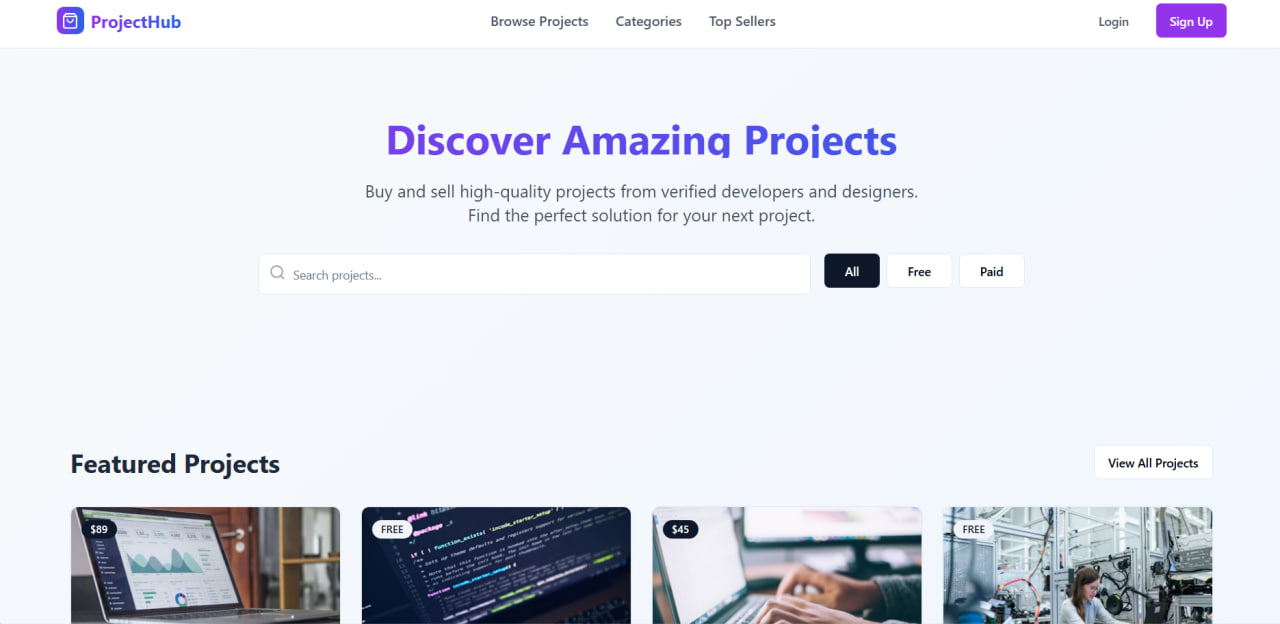 ProjectHub
Browse Projects
Categories
Top Sellers
Login
Sign Up
Discover Amazing Projects
Buy and sell high-quality projects from verified developers and designers.
Find the perfect solution for your next project.
Search projects...
All
Free
Paid
Featured Projects
View All Projects
$89
FREE
$45
FREE
@package